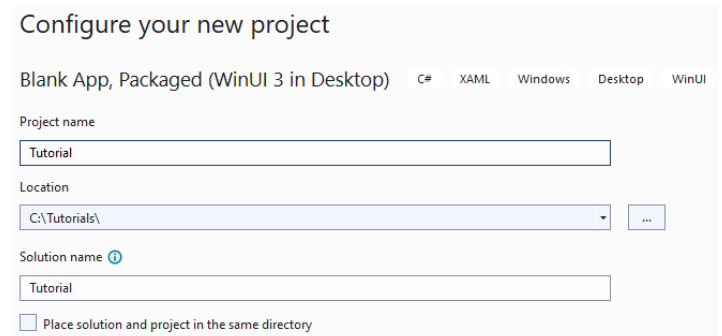 Configure your new project
Blank App, Packaged (WinUI 3 in Desktop) C# XAML Windows Desktop WinUI
Project name
Tutorial
Location
C:\Tutorials\
...
Solution name
Tutorial
Place solution and project in the same directory